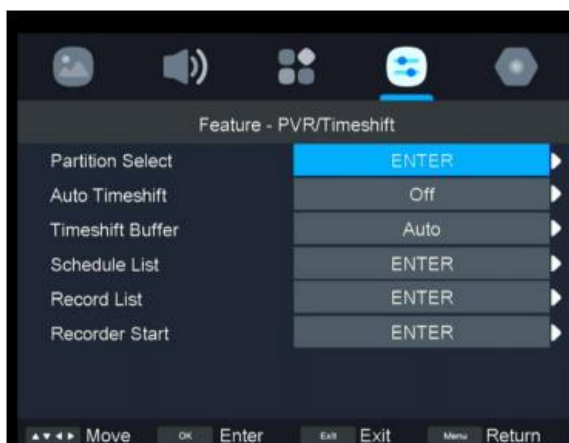 Feature - PVR/Timeshift
Partition Select ENTER
Auto Timeshift Off
Timeshift Buffer Auto
Schedule List ENTER
Record List ENTER
Recorder Start ENTER
Move OK Enter Exit Exit Menu Return